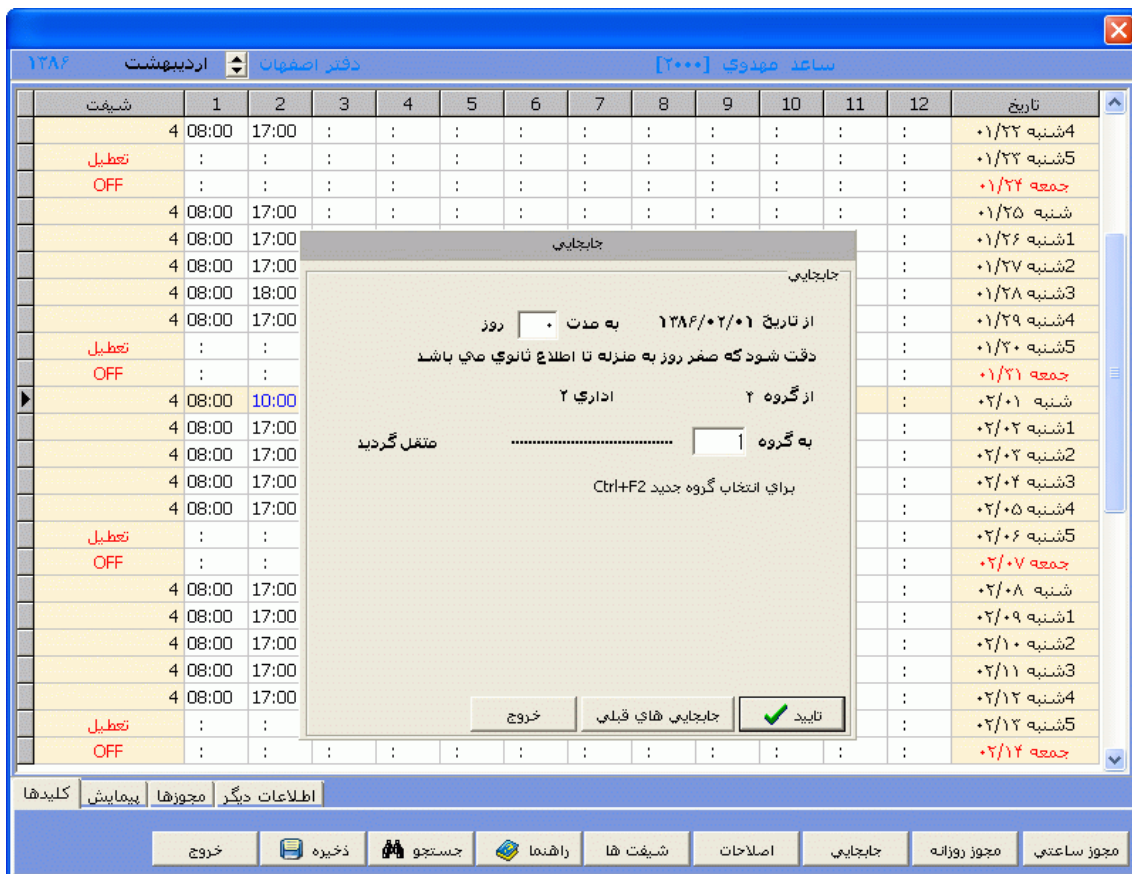 ساعد مهدوي [۲۰۰۰] دفتر اصفهان ارديبهشت ۱۳۸۶
تاريخ 12 11 10 9 8 7 6 5 4 3 2 1 شيفت
4شنبه ۰۱/۲۲ : : : : : : : : : : 17:00 08:00 4
5شنبه ۰۱/۲۳ : : : : : : : : : : : : تعطيل
جمعه ۰۱/۲۴ : : : : : : : : : : : : OFF
شنبه ۰۱/۲۵ : : : : : : : : : : 17:00 08:00 4
1شنبه ۰۱/۲۶ : 17:00 08:00 4
2شنبه ۰۱/۲۷ : 17:00 08:00 4
3شنبه ۰۱/۲۸ : 18:00 08:00 4
4شنبه ۰۱/۲۹ : 17:00 08:00 4
5شنبه ۰۱/۳۰ : : : تعطيل
جمعه ۰۱/۳۱ : : : OFF
شنبه ۰۲/۰۱ : 10:00 08:00 4
1شنبه ۰۲/۰۲ : 17:00 08:00 4
2شنبه ۰۲/۰۳ : 17:00 08:00 4
3شنبه ۰۲/۰۴ : 17:00 08:00 4
4شنبه ۰۲/۰۵ : 17:00 08:00 4
5شنبه ۰۲/۰۶ : : : تعطيل
جمعه ۰۲/۰۷ : : : OFF
شنبه ۰۲/۰۸ : 17:00 08:00 4
1شنبه ۰۲/۰۹ : 17:00 08:00 4
2شنبه ۰۲/۱۰ : 17:00 08:00 4
3شنبه ۰۲/۱۱ : 17:00 08:00 4
4شنبه ۰۲/۱۲ : 17:00 08:00 4
5شنبه ۰۲/۱۳ : : : تعطيل
جمعه ۰۲/۱۴ : : : : : : : : : : : : OFF
جابجايي
جابجايي
از تاريخ ۱۳۸۶/۰۲/۰۱ به مدت ۰ روز
دقت شود که صفر روز به منزله تا اطلاع ثانوي مي باشد
از گروه ۴ اداري ۲
به گروه 1 ........................................ متقل گرديد
براي انتخاب گروه جديد Ctrl+F2
تاييد جابجايي هاي قبلي خروج
اطلاعات ديگر مجوزها پيمايش کليدها
مجوز ساعتي مجوز روزانه جابجايي اصلاحات شيفت ها راهنما جستجو ذخيره خروج